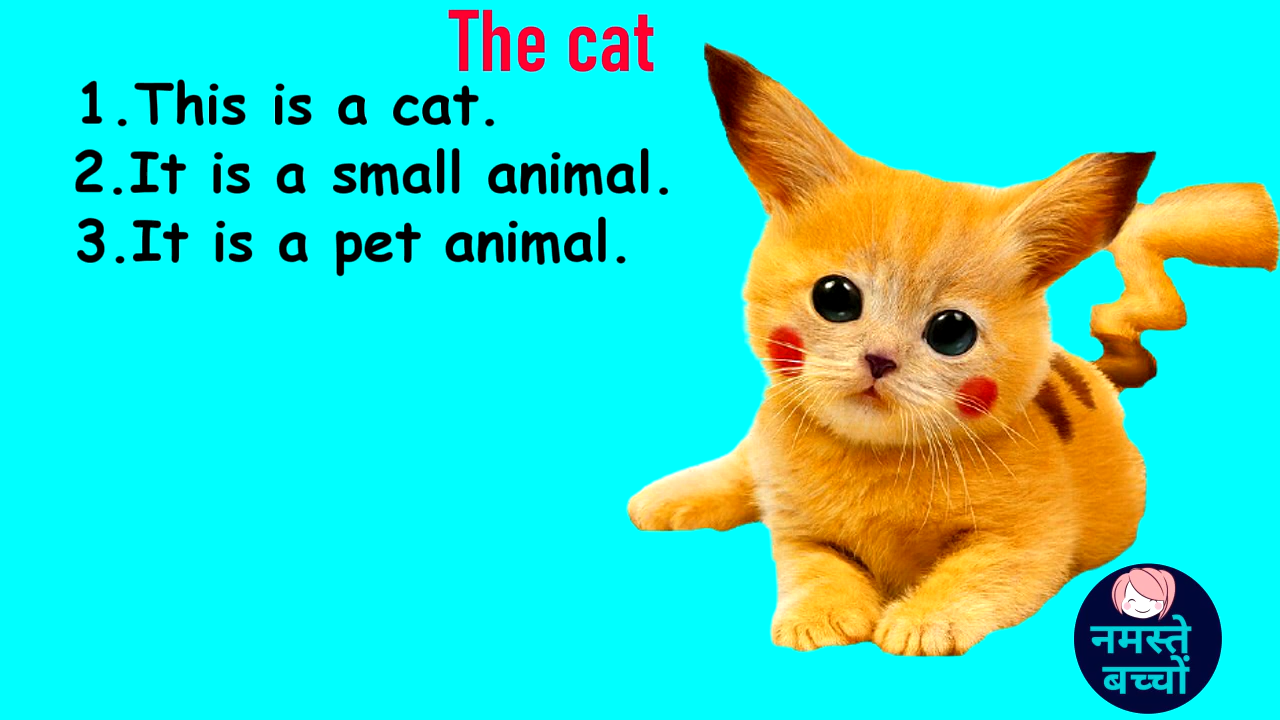 The cat
1.This is a cat.
2.It is a small animal.
3.It is a pet animal.
नमस्ते
बच्चों